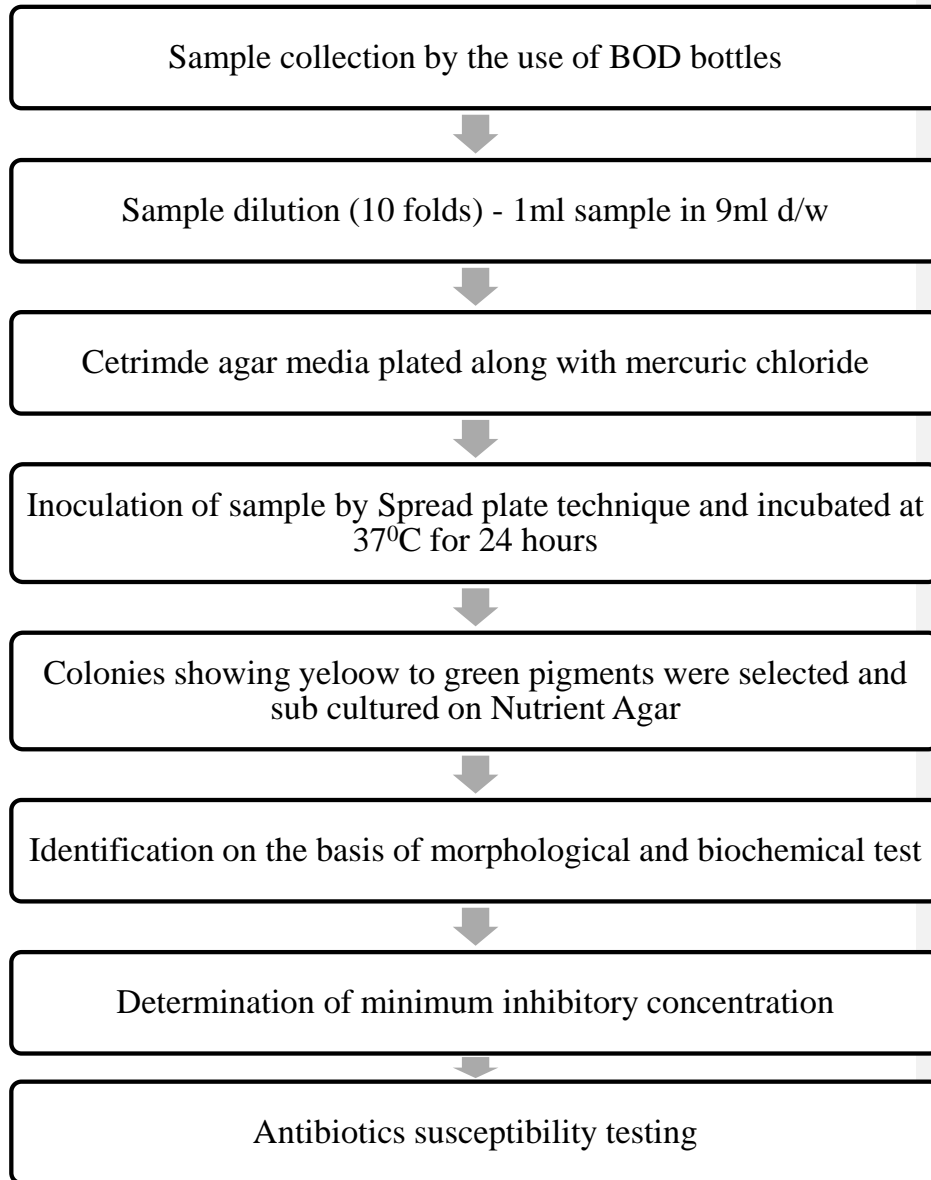 Sample collection by the use of BOD bottles
Sample dilution (10 folds) - 1ml sample in 9ml d/w
Cetrimde agar media plated along with mercuric chloride
Inoculation of sample by Spread plate technique and incubated at
37⁰C for 24 hours
Colonies showing yeloow to green pigments were selected and
sub cultured on Nutrient Agar
Identification on the basis of morphological and biochemical test
Determination of minimum inhibitory concentration
Antibiotics susceptibility testing